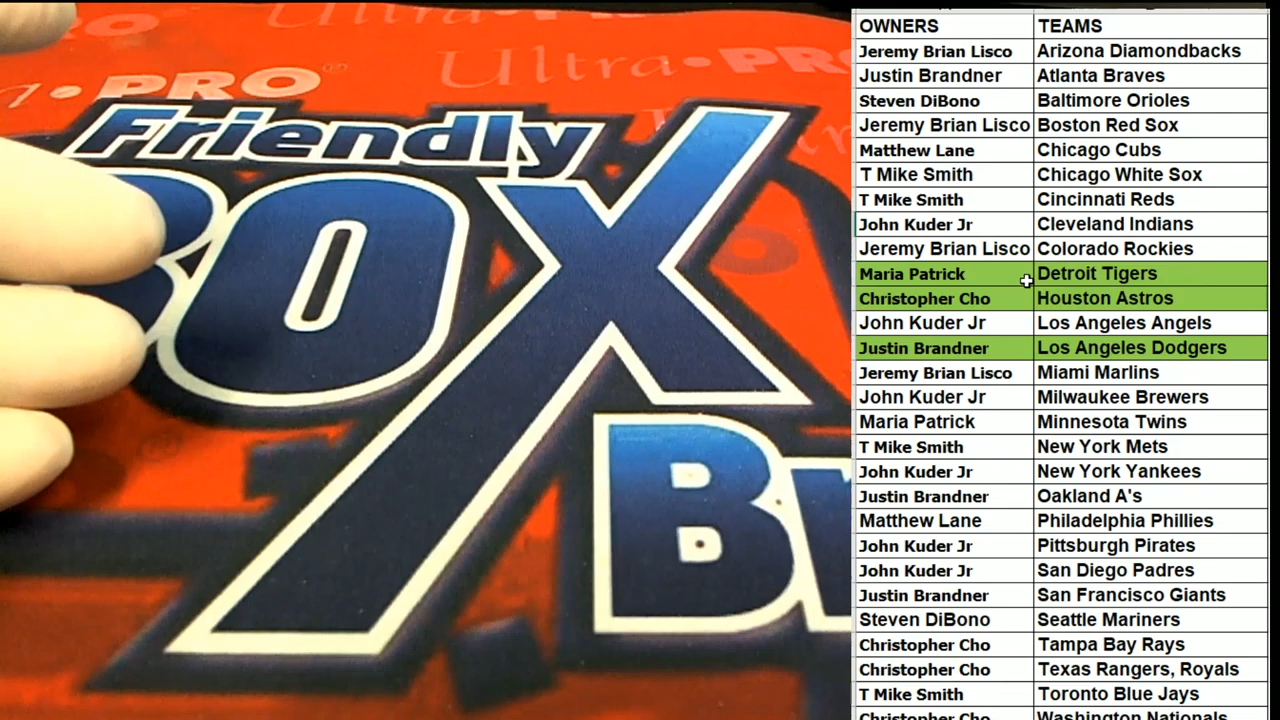 RO
Ultra•PRO
a•PRO®
Friendly
BOX
B
OWNERS TEAMS
Jeremy Brian Lisco Arizona Diamondbacks
Justin Brandner Atlanta Braves
Steven DiBono Baltimore Orioles
Jeremy Brian Lisco Boston Red Sox
Matthew Lane Chicago Cubs
T Mike Smith Chicago White Sox
T Mike Smith Cincinnati Reds
John Kuder Jr Cleveland Indians
Jeremy Brian Lisco Colorado Rockies
Maria Patrick Detroit Tigers
Christopher Cho Houston Astros
John Kuder Jr Los Angeles Angels
Justin Brandner Los Angeles Dodgers
Jeremy Brian Lisco Miami Marlins
John Kuder Jr Milwaukee Brewers
Maria Patrick Minnesota Twins
T Mike Smith New York Mets
John Kuder Jr New York Yankees
Justin Brandner Oakland A's
Matthew Lane Philadelphia Phillies
John Kuder Jr Pittsburgh Pirates
John Kuder Jr San Diego Padres
Justin Brandner San Francisco Giants
Steven DiBono Seattle Mariners
Christopher Cho Tampa Bay Rays
Christopher Cho Texas Rangers, Royals
T Mike Smith Toronto Blue Jays
Christopher Cho Washington Nationals